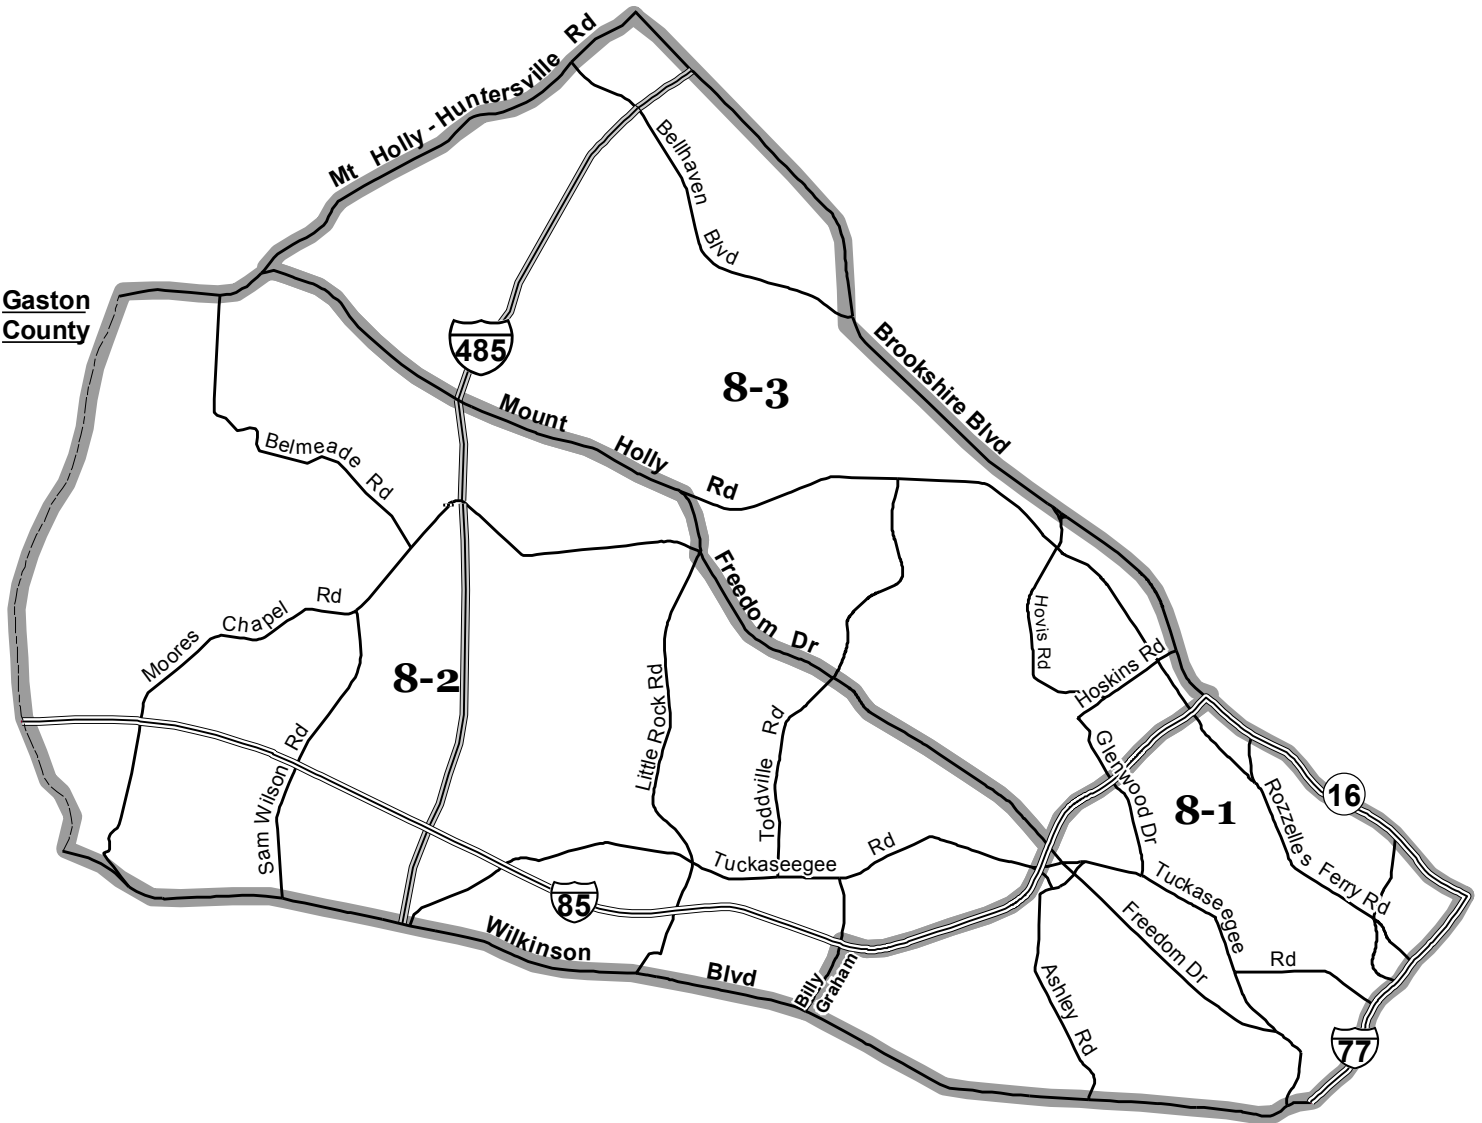 Mt Holly - Huntersville Rd
Bellhaven Blvd
Gaston
County
485
8-3
Brookshire Blvd
Mount Holly Rd
Belmeade Rd
Freedom Dr
Moores Chapel Rd
Hovis Rd
Hoskins Rd
8-2
Little Rock Rd
Toddville Rd
Sam Wilson Rd
Glenwood Dr
8-1
16
Rozzelles Ferry Rd
Tuckaseegee Rd
Tuckaseegee Rd
85
Freedom Dr
Wilkinson Blvd
Billy
Graham
Ashley Rd
77